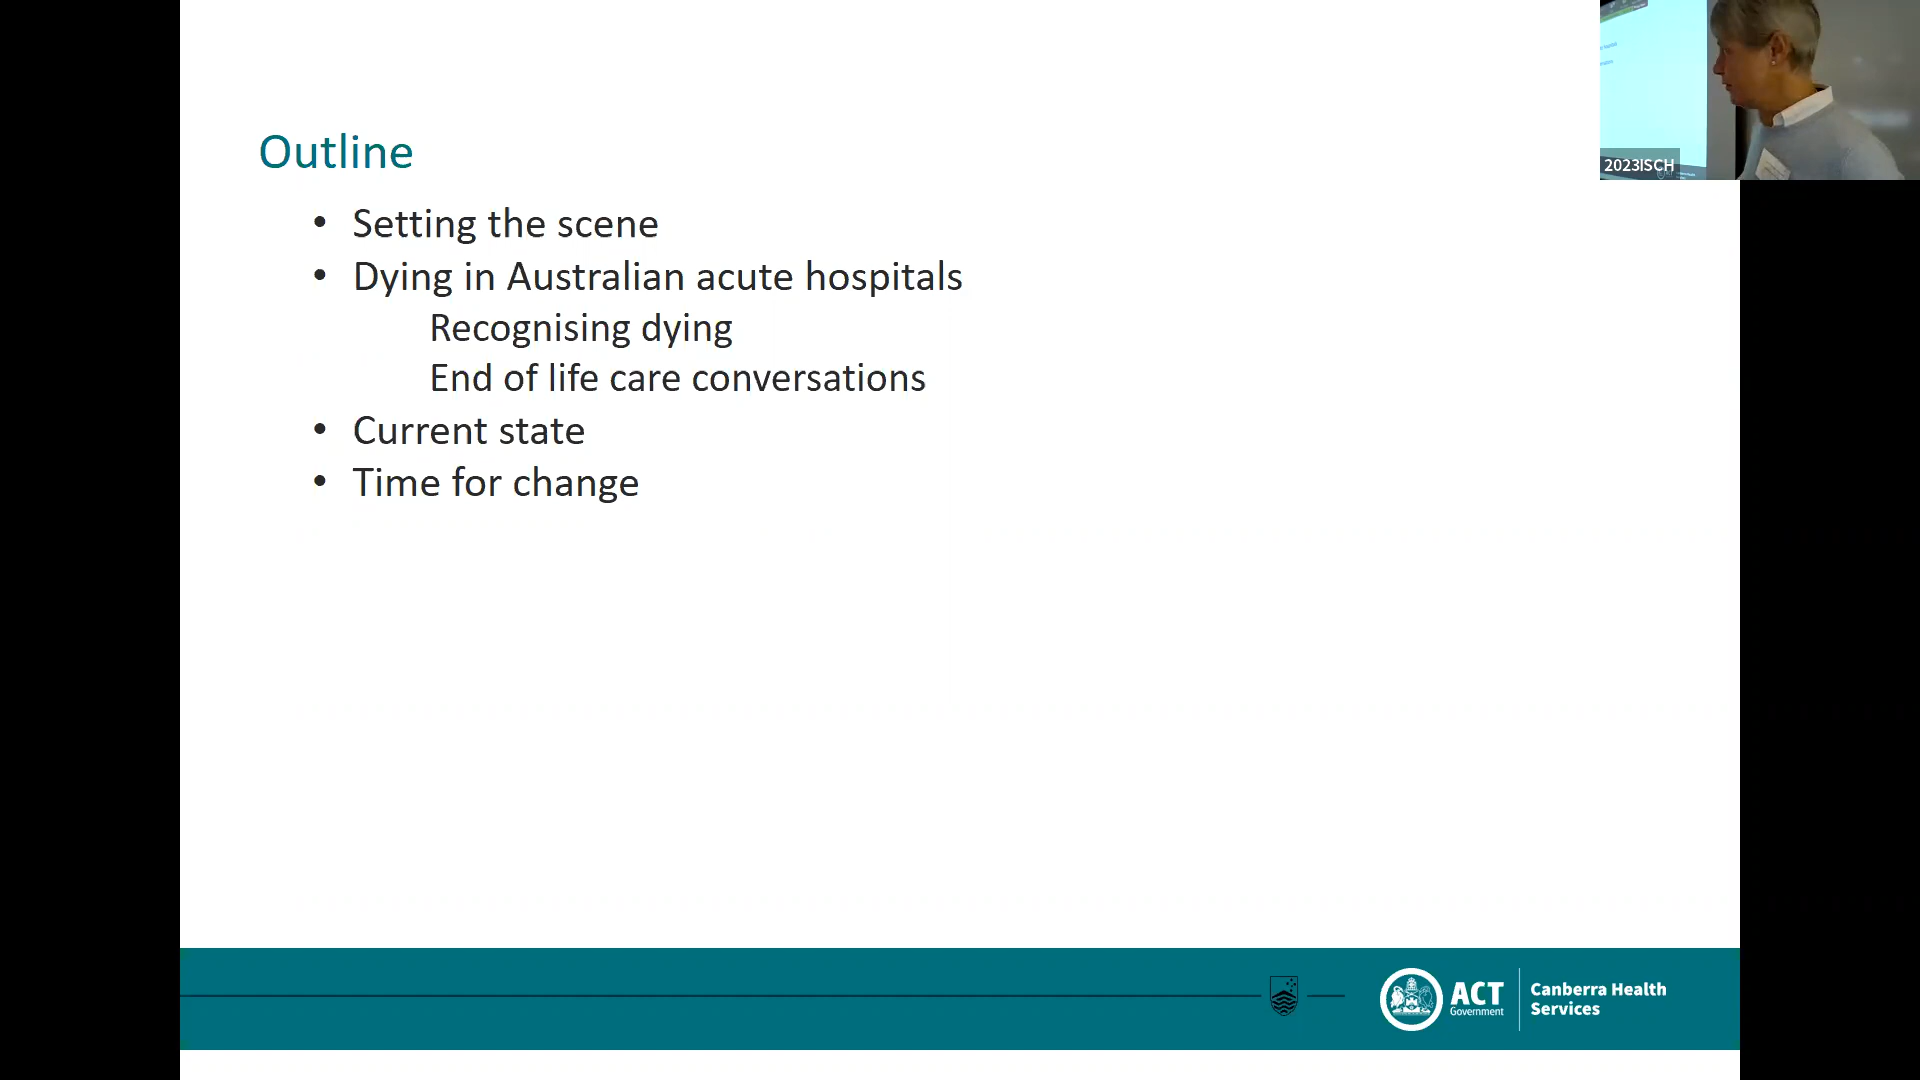 Outline
• Setting the scene
• Dying in Australian acute hospitals
Recognising dying
End of life care conversations
• Current state
• Time for change
2023ISCH
ACT
Government
Canberra Health
Services